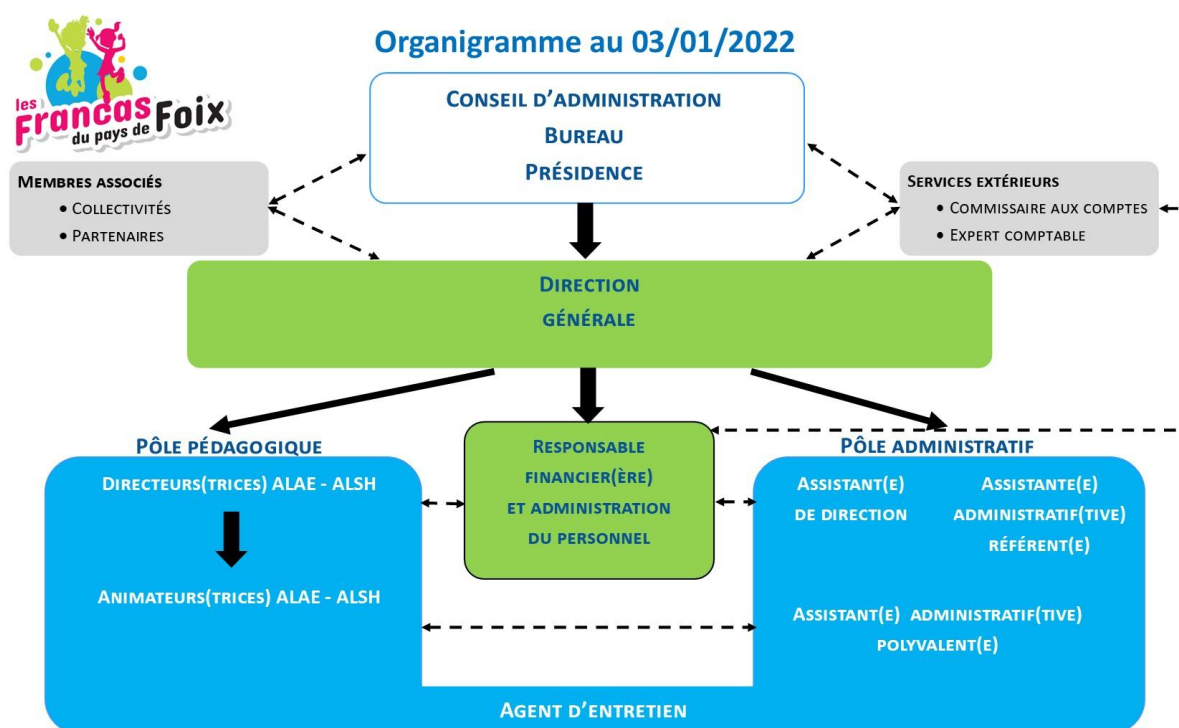 les
Francas
du pays de Foix
Organigramme au 03/01/2022
CONSEIL D'ADMINISTRATION
BUREAU
PRÉSIDENCE
MEMBRES ASSOCIÉS
• COLLECTIVITÉS
• PARTENAIRES
SERVICES EXTÉRIEURS
• COMMISSAIRE AUX COMPTES
• EXPERT COMPTABLE
DIRECTION
GÉNÉRALE
PÔLE PÉDAGOGIQUE
DIRECTEURS(TRICES) ALAE - ALSH
ANIMATEURS(TRICES) ALAE - ALSH
RESPONSABLE
FINANCIER(ÈRE)
ET ADMINISTRATION
DU PERSONNEL
PÔLE ADMINISTRATIF
ASSISTANT(E)
DE DIRECTION
ASSISTANTE(E)
ADMINISTRATIF(TIVE)
RÉFÉRENT(E)
ASSISTANT(E) ADMINISTRATIF(TIVE)
POLYVALENT(E)
AGENT D'ENTRETIEN